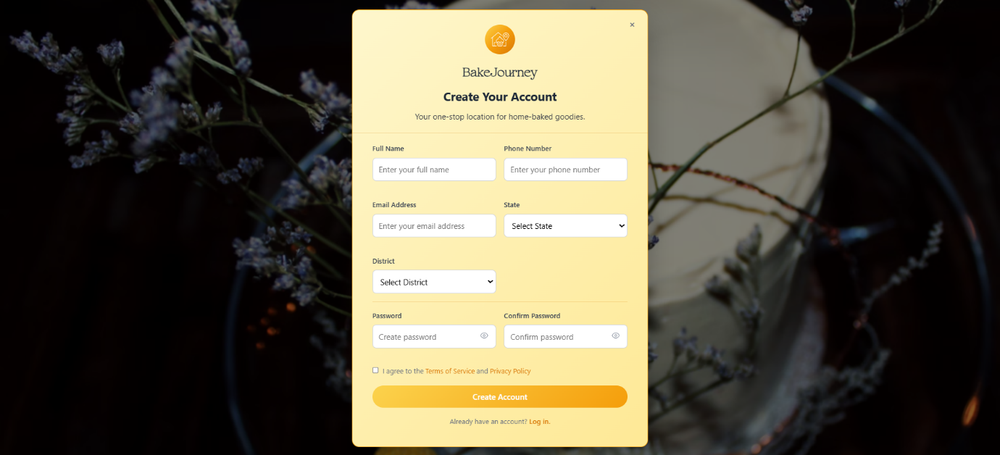 ×
BakeJourney
Create Your Account
Your one-stop location for home-baked goodies.
Full Name
Phone Number
Enter your full name
Enter your phone number
Email Address
State
Enter your email address
Select State
District
Select District
Password
Confirm Password
Create password
Confirm password
I agree to the Terms of Service and Privacy Policy
Create Account
Already have an account? Log in.